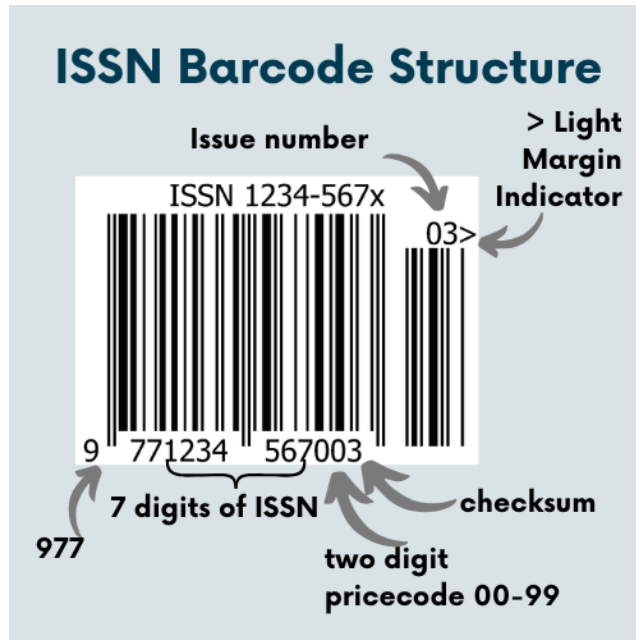 ISSN Barcode Structure
Issue number
> Light
Margin
Indicator
ISSN 1234-567x
03>
9 771234 567003
7 digits of ISSN
checksum
977
two digit
pricecode 00-99